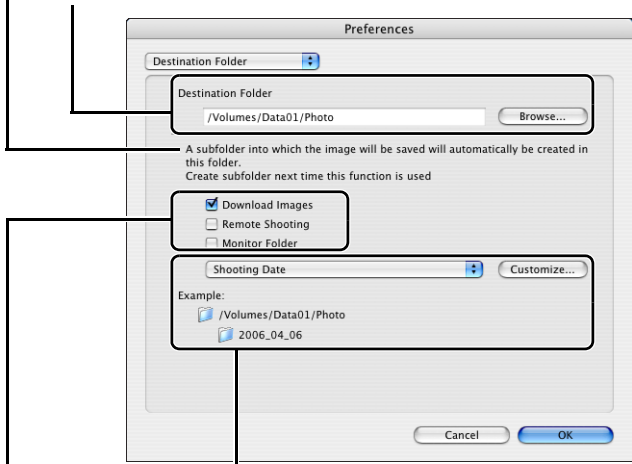 Preferences
Destination Folder
Destination Folder
/Volumes/Data01/Photo
Browse...
A subfolder into which the image will be saved will automatically be created in
this folder.
Create subfolder next time this function is used
Download Images
Remote Shooting
Monitor Folder
Shooting Date
Customize...
Example:
/Volumes/Data01/Photo
2006_04_06
Cancel
OK